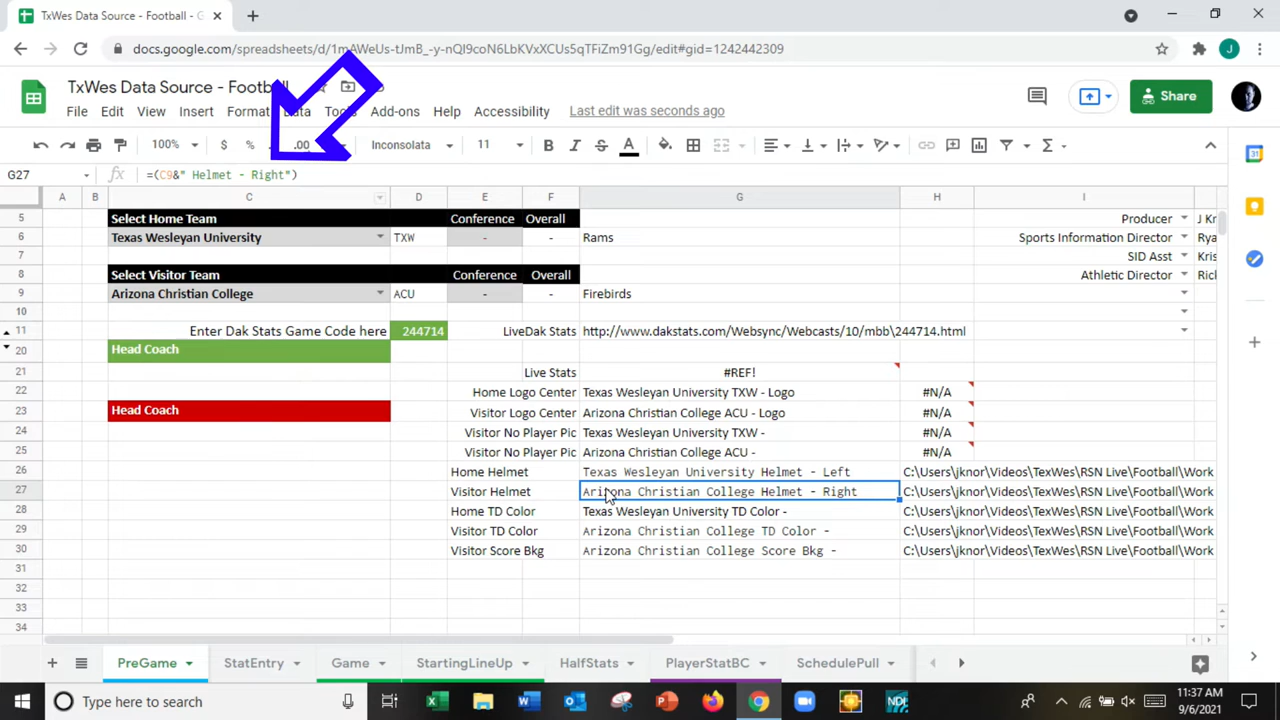 TxWes Data Source - Football - G
docs.google.com/spreadsheets/d/1mAWeUs-tJmB_-y-nQI9coN6LbKVxXCUs5qTFiZm91Gg/edit#gid=1242442309
J
TxWes Data Source - Football
File Edit View Insert Format Data Tools Add-ons Help Accessibility Last edit was seconds ago
Share
100% $ % .00 Inconsolata 11 B I S A
G27 fx =(C9&" Helmet - Right")
A B C D E F G H I
5 Select Home Team Conference Overall Producer J K
6 Texas Wesleyan University TXW - - Rams Sports Information Director Rya
7 SID Asst Kris
8 Select Visitor Team Conference Overall Athletic Director Rick
9 Arizona Christian College ACU - - Firebirds
10
11 Enter Dak Stats Game Code here 244714 LiveDak Stats http://www.dakstats.com/Websync/Webcasts/10/mbb\244714.html
20 Head Coach
21 Live Stats #REF!
22 Home Logo Center Texas Wesleyan University TXW - Logo #N/A
23 Head Coach Visitor Logo Center Arizona Christian College ACU - Logo #N/A
24 Visitor No Player Pic Texas Wesleyan University TXW - #N/A
25 Visitor No Player Pic Arizona Christian College ACU - #N/A
26 Home Helmet Texas Wesleyan University Helmet - Left C:\Users\jknor\Videos\TexWes\RSN Live\Football\Work
27 Visitor Helmet Arizona Christian College Helmet - Right C:\Users\jknor\Videos\TexWes\RSN Live\Football\Work
28 Home TD Color Texas Wesleyan University TD Color - C:\Users\jknor\Videos\TexWes\RSN Live\Football\Work
29 Visitor TD Color Arizona Christian College TD Color - C:\Users\jknor\Videos\TexWes\RSN Live\Football\Work
30 Visitor Score Bkg Arizona Christian College Score Bkg - C:\Users\jknor\Videos\TexWes\RSN Live\Football\Work
31
32
33
34
PreGame StatEntry Game StartingLineUp HalfStats PlayerStatBC SchedulePull
Type here to search
11:37 AM
9/6/2021